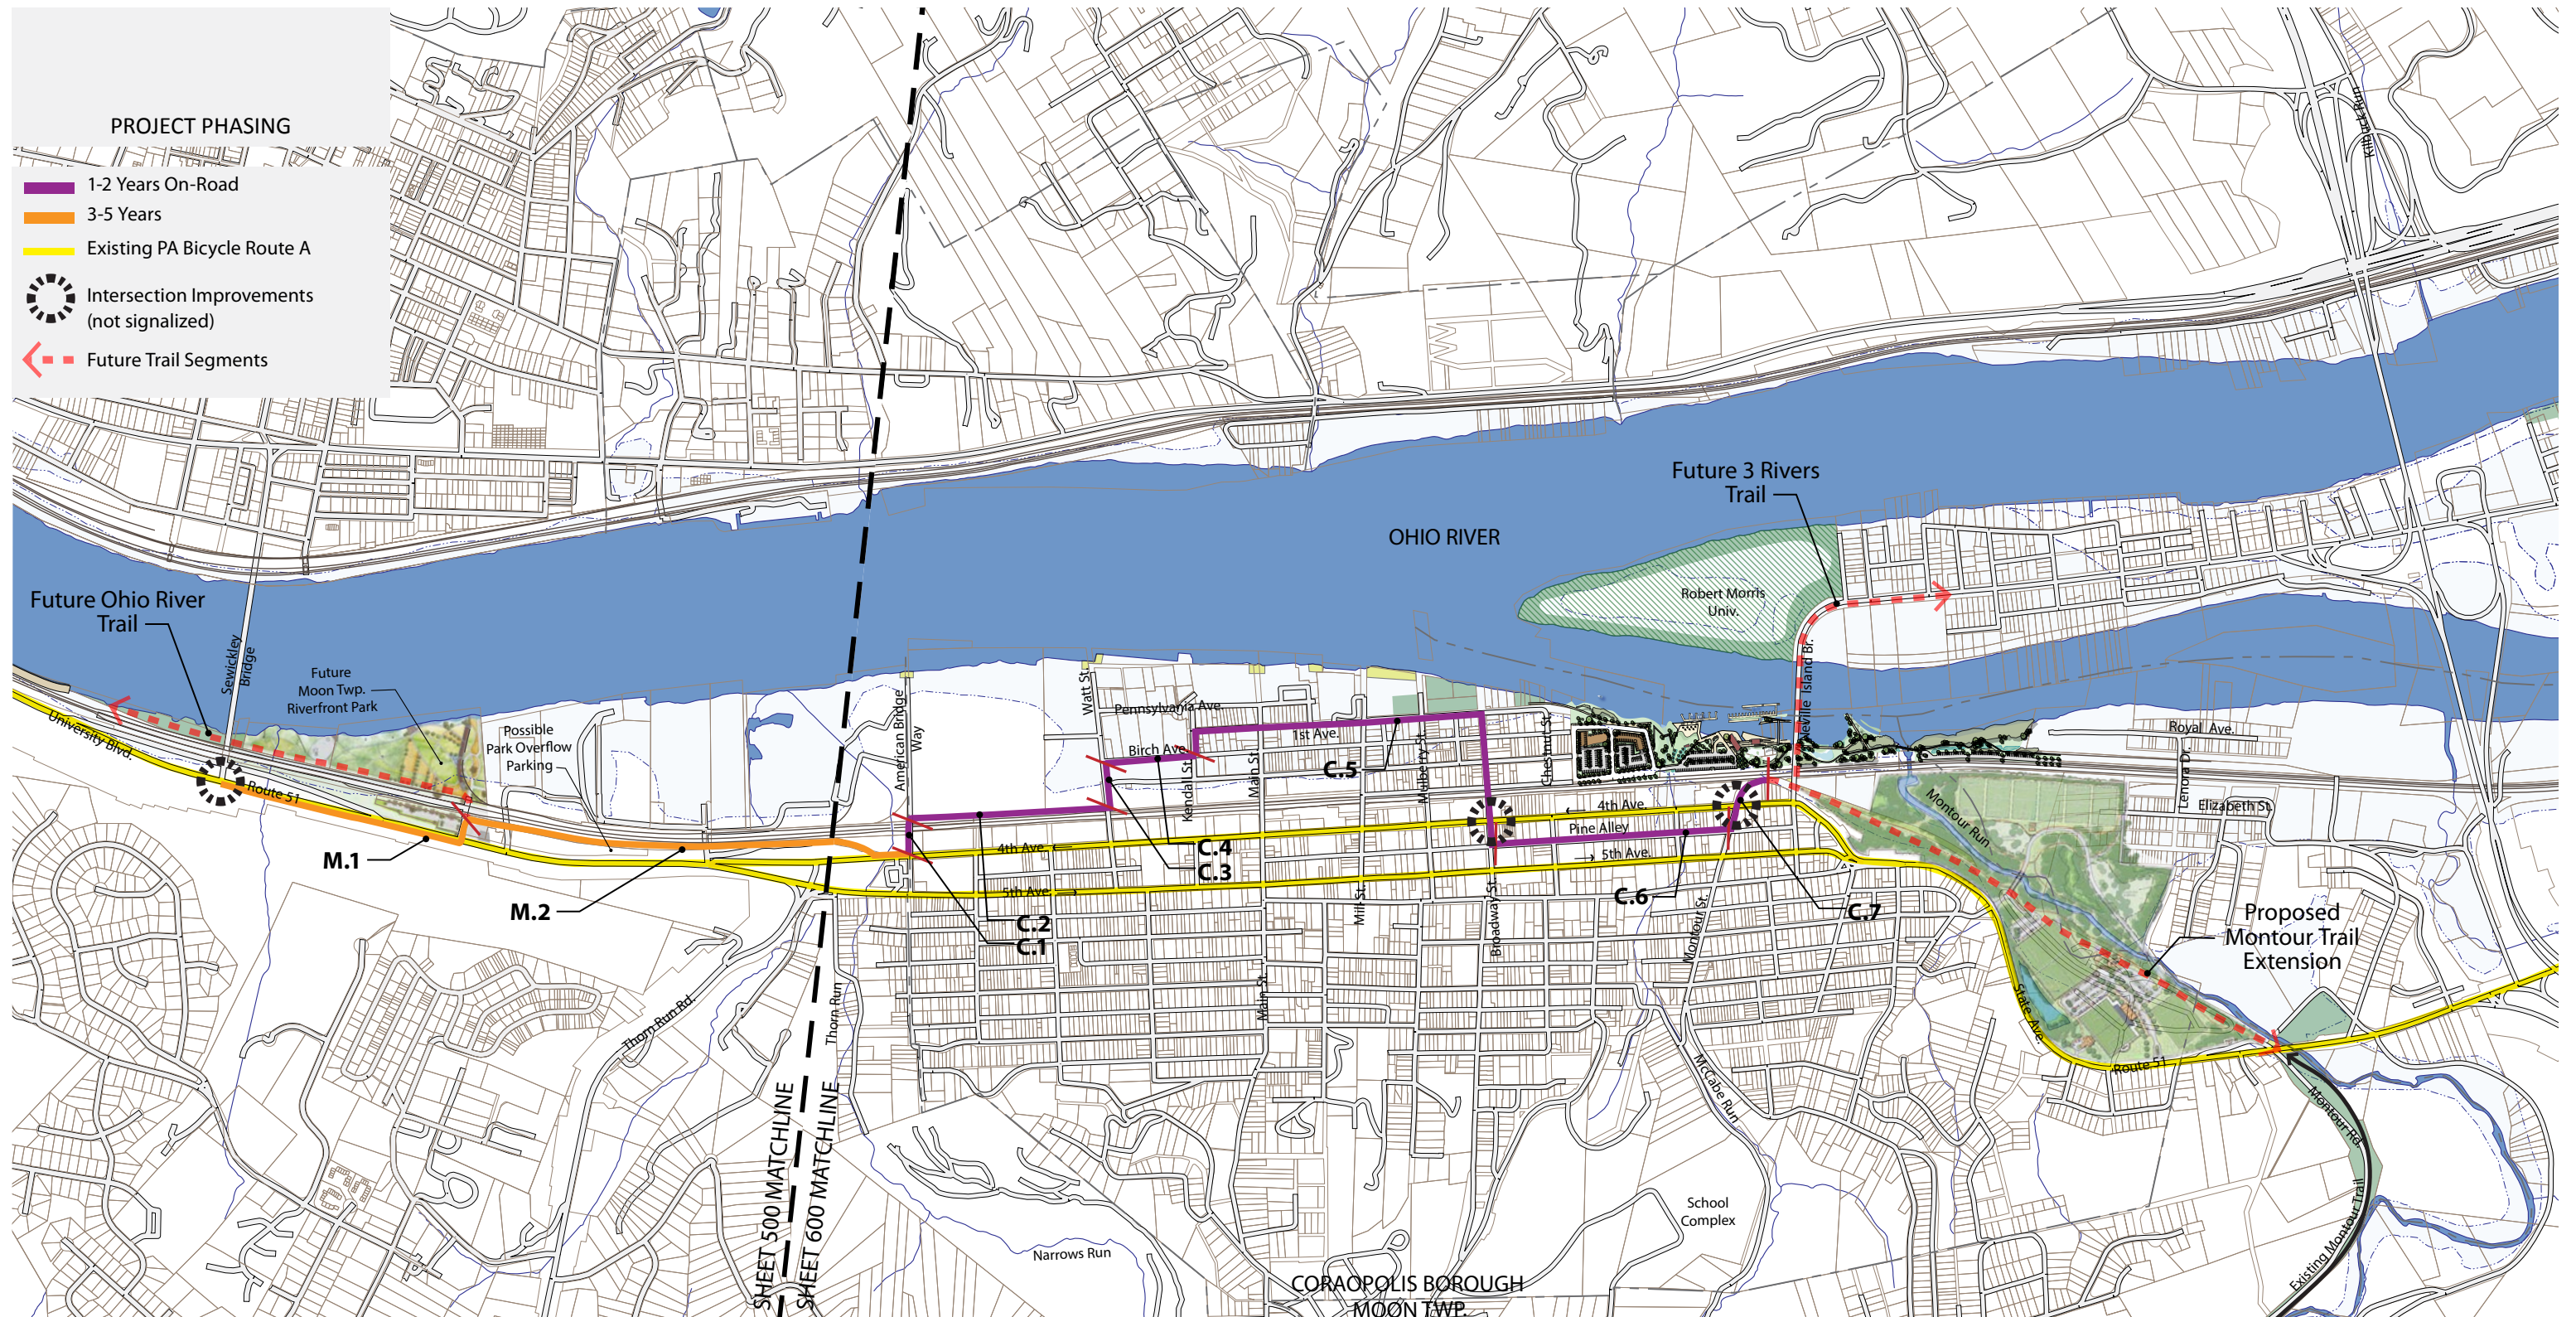 PROJECT PHASING
1-2 Years On-Road
3-5 Years
Existing PA Bicycle Route A
Intersection Improvements
(not signalized)
Future Trail Segments
Killbuck Run
Future 3 Rivers
Trail
OHIO RIVER
Robert Morris
Univ.
Future Ohio River
Trail
Sewickley
Bridge
Future
Moon Twp.
Riverfront Park
Possible
Park Overflow
Parking
University Blvd.
Route 51
American Bridge
Way
Watt St.
Pennsylvania Ave.
Birch Ave.
Kendall St.
Main St.
1st Ave.
Mulberry St.
Chestnut St.
Neville Island Br.
Royal Ave.
Lenora Dr.
Elizabeth St.
Montour Run
C.5
4th Ave.
Pine Alley
5th Ave.
4th Ave.
5th Ave.
C.4
C.3
C.2
C.1
C.6
C.7
M.1
M.2
Mill St.
Broadway St.
Montour St.
Main St.
Proposed
Montour Trail
Extension
State Ave.
Route 51
Thorn Run Rd.
Thorn Run
McCabe Run
Montour Rd.
Existing Montour Trail
SHEET 500 MATCHLINE
SHEET 600 MATCHLINE
School
Complex
Narrows Run
CORAOPOLIS BOROUGH
MOON TWP.